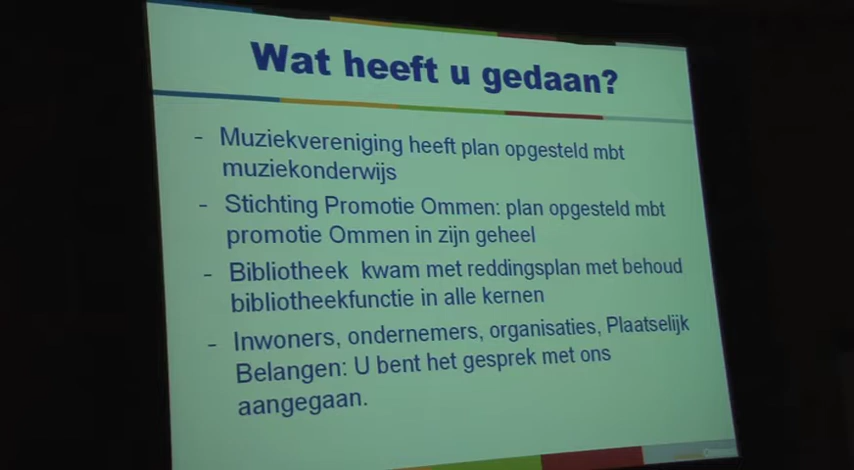 Wat heeft u gedaan?
- Muziekvereniging heeft plan opgesteld mbt
muziekonderwijs
- Stichting Promotie Ommen: plan opgesteld mbt
promotie Ommen in zijn geheel
- Bibliotheek kwam met reddingsplan met behoud
bibliotheekfunctie in alle kernen
- Inwoners, ondernemers, organisaties, Plaatselijk
Belangen: U bent het gesprek met ons
aangegaan.